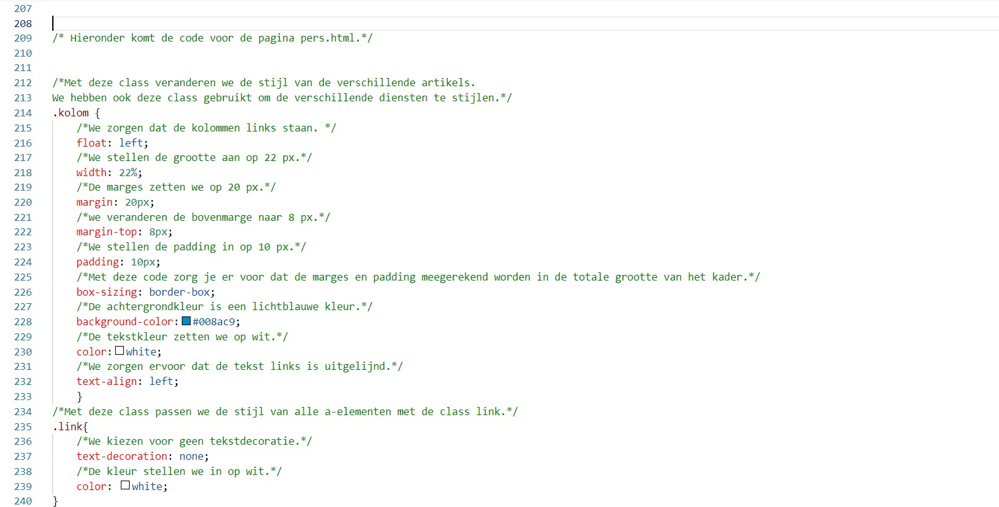 207
208
209 /* Hieronder komt de code voor de pagina pers.html.*/
210
211
212 /*Met deze class veranderen we de stijl van de verschillende artikels.
213 We hebben ook deze class gebruikt om de verschillende diensten te stijlen.*/
214 .kolom {
215 /*We zorgen dat de kolommen links staan. */
216 float: left;
217 /*We stellen de grootte aan op 22 px.*/
218 width: 22%;
219 /*De marges zetten we op 20 px.*/
220 margin: 20px;
221 /*we veranderen de bovenmarge naar 8 px.*/
222 margin-top: 8px;
223 /*We stellen de padding in op 10 px.*/
224 padding: 10px;
225 /*Met deze code zorg je er voor dat de marges en padding meegerekend worden in de totale grootte van het kader.*/
226 box-sizing: border-box;
227 /*De achtergrondkleur is een lichtblauwe kleur.*/
228 background-color: #008ac9;
229 /*De tekstkleur zetten we op wit.*/
230 color: white;
231 /*We zorgen ervoor dat de tekst links is uitgelijnd.*/
232 text-align: left;
233 }
234 /*Met deze class passen we de stijl van alle a-elementen met de class link.*/
235 .link{
236 /*We kiezen voor geen tekstdecoratie.*/
237 text-decoration: none;
238 /*De kleur stellen we in op wit.*/
239 color: white;
240 }